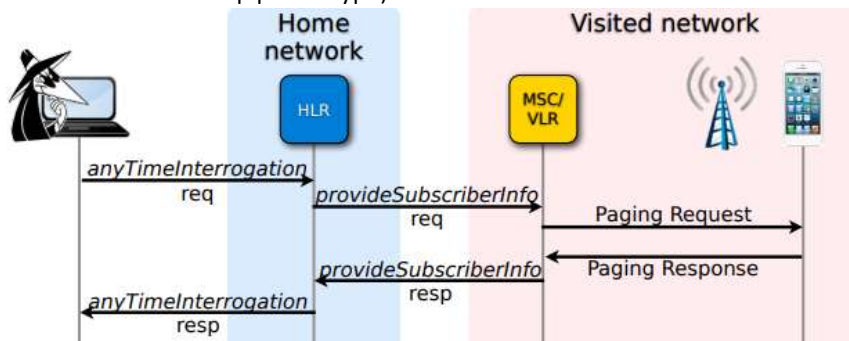 Home
network
Visited network
HLR
MSC/
VLR
anyTimeInterrogation
req
provideSubscriberInfo
req
Paging Request
Paging Response
provideSubscriberInfo
resp
anyTimeInterrogation
resp